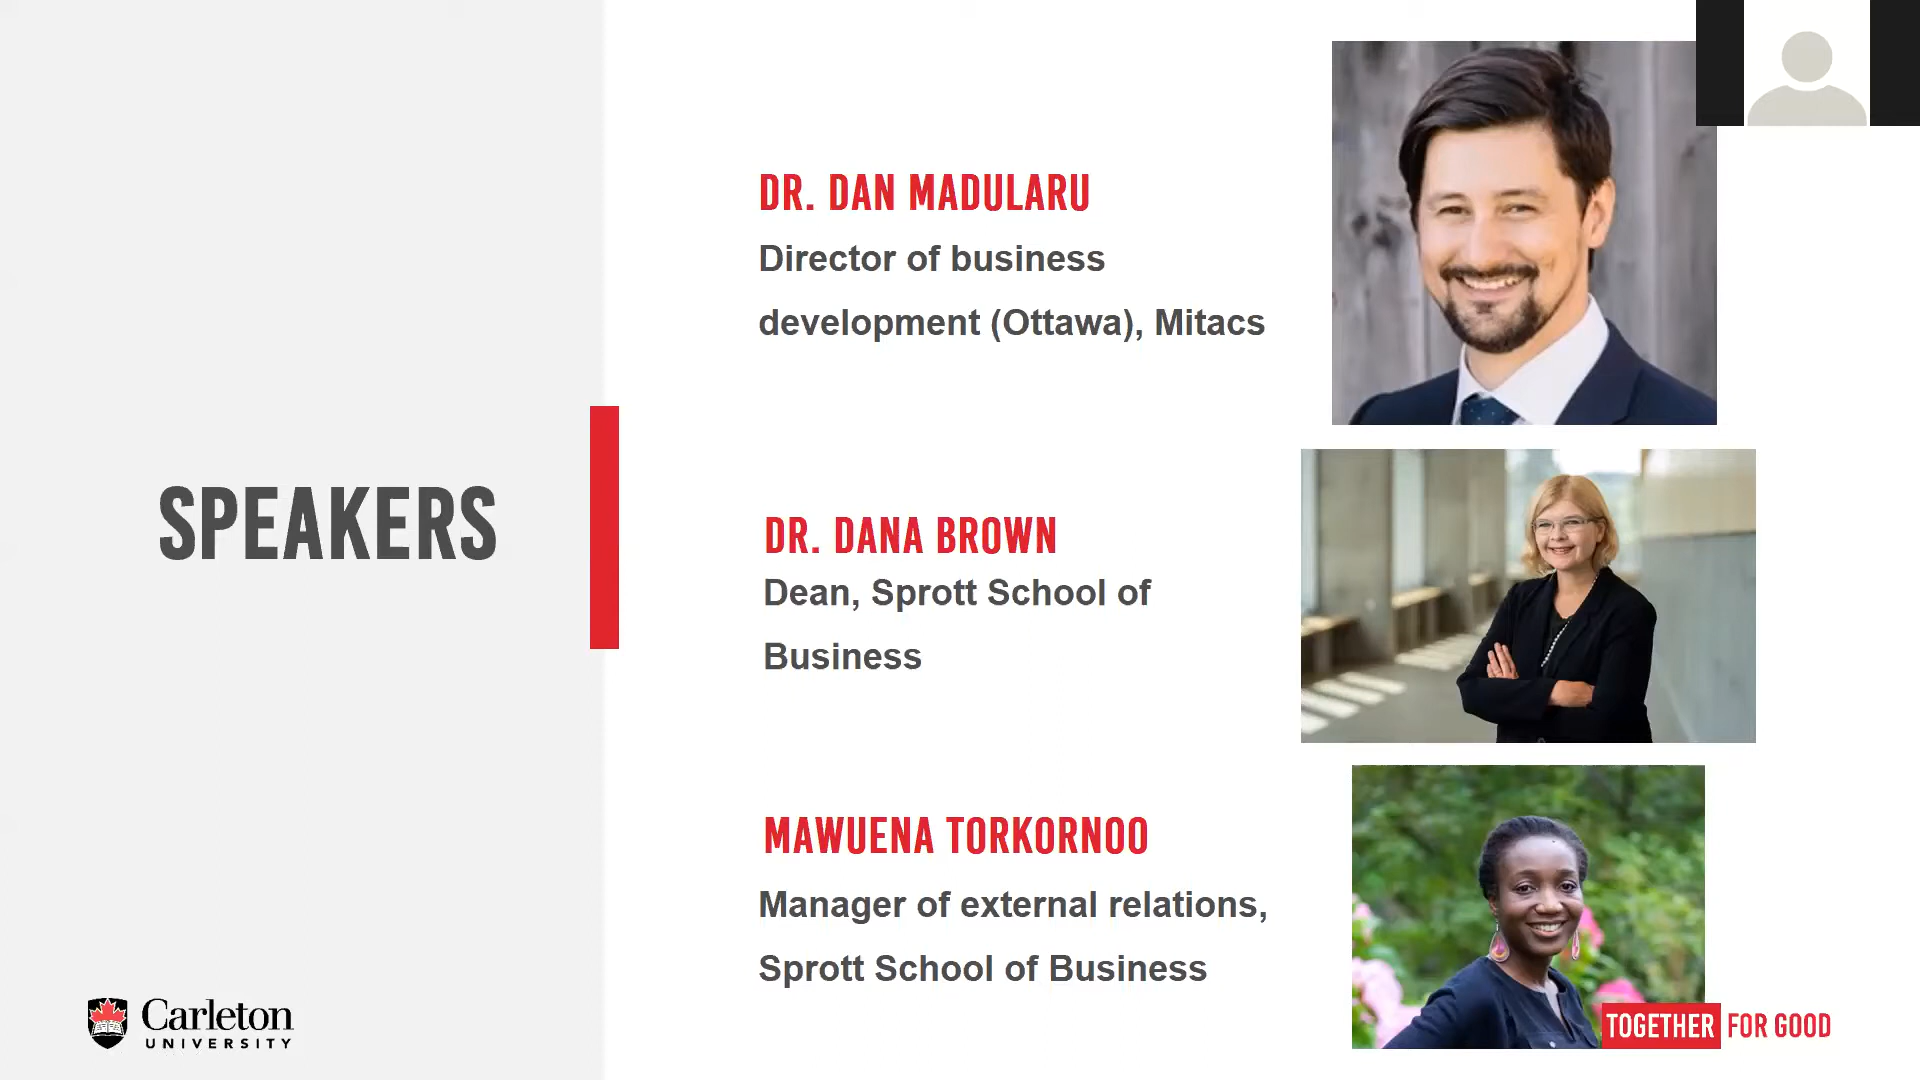 SPEAKERS
DR. DAN MADULARU
Director of business
development (Ottawa), Mitacs
DR. DANA BROWN
Dean, Sprott School of
Business
MAWUENA TORKORNOO
Manager of external relations,
Sprott School of Business
Carleton
UNIVERSITY
TOGETHER FOR GOOD